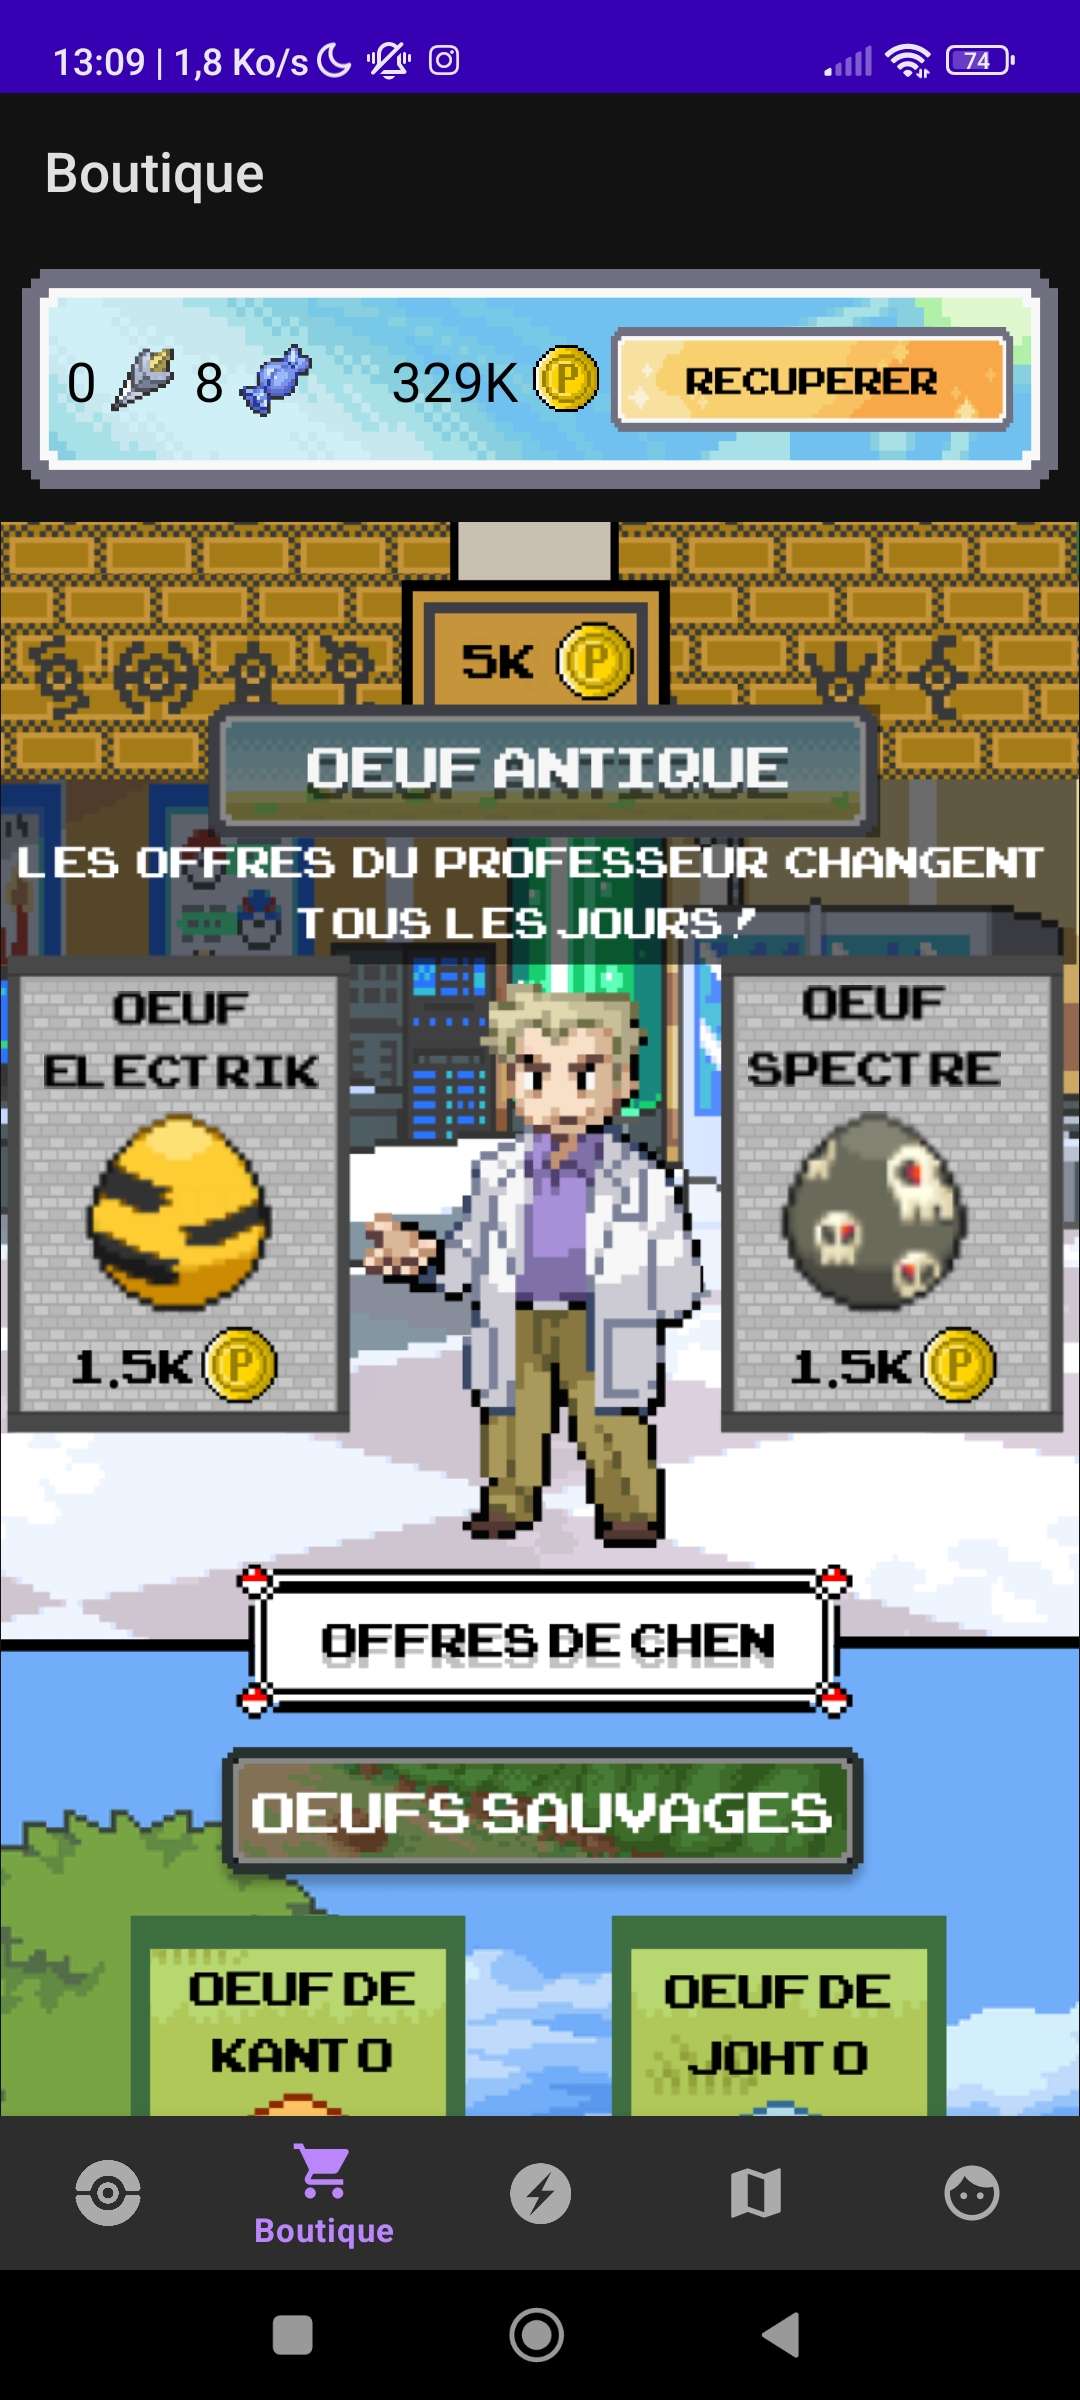 13:09 | 1,8 Ko/s 74
Boutique
0 8 329K P RECUPERER
5K P
OEUF ANTIQUE
LES OFFRES DU PROFESSEUR CHANGENT
TOUS LES JOURS !
OEUF
ELECTRIK
1.5K P
OEUF
SPECTRE
1.5K P
OFFRES DE CHEN
OEUFS SAUVAGES
OEUF DE
KANTO
OEUF DE
JOHTO
Boutique